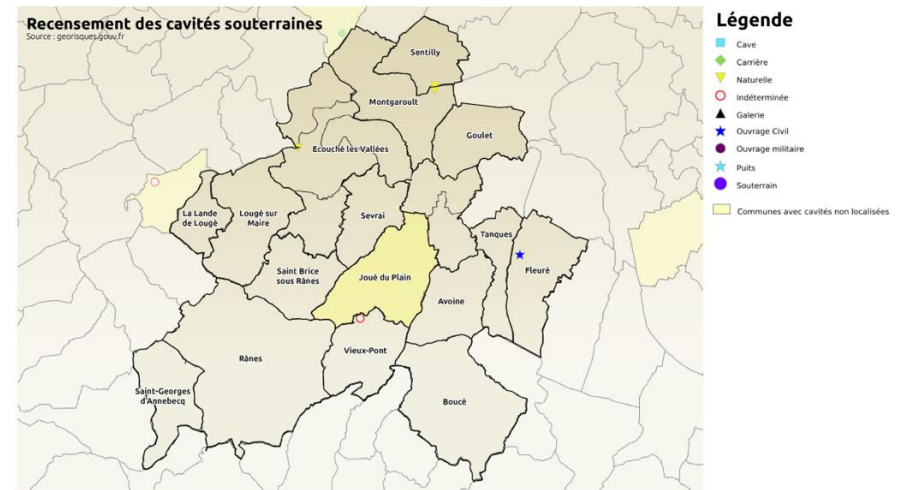 Recensement des cavités souterraines
Source : georisques.gouv.fr
Sentilly
Montgaroult
Goulet
Ecouché les Vallées
La Lande
de Lougé
Lougé sur
Maire
Sevrai
Tanques
Fleuré
Saint Brice
sous Rânes
Joué du Plain
Avoine
Vieux-Pont
Rânes
Saint-Georges
d'Annebecq
Boucé
Légende
Cave
Carrière
Naturelle
Indéterminée
Galerie
Ouvrage Civil
Ouvrage militaire
Puits
Souterrain
Communes avec cavités non localisées